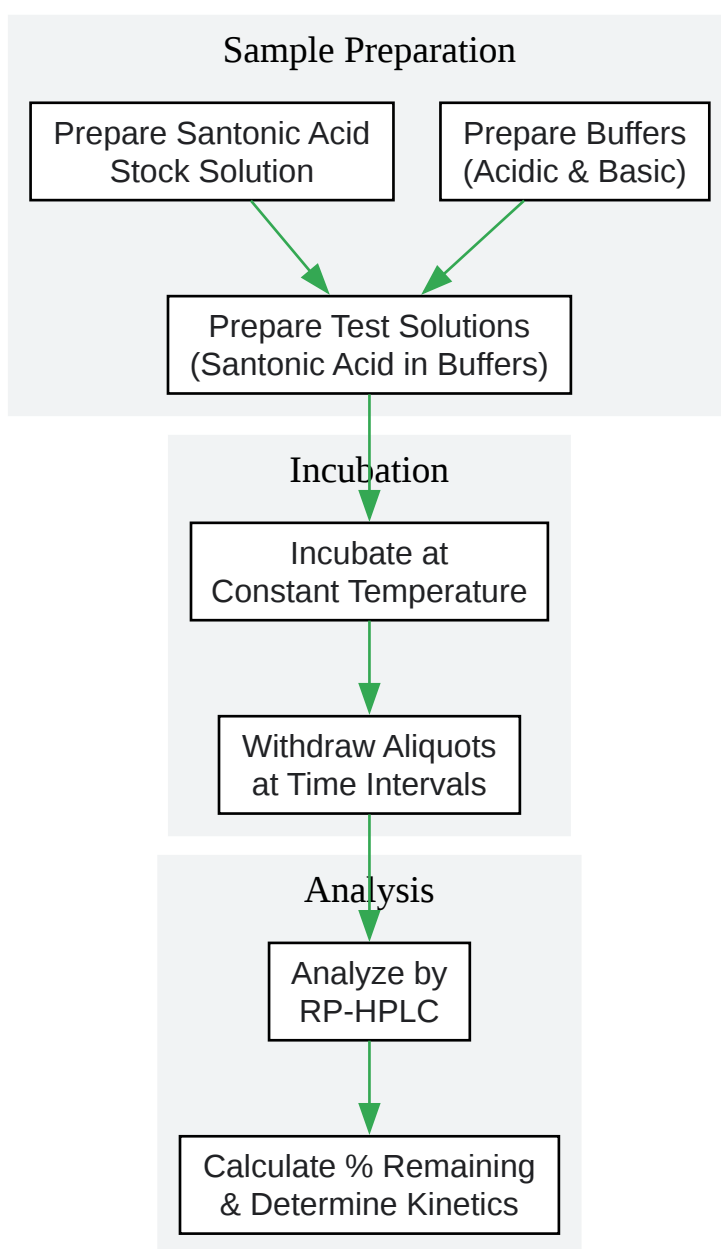 Sample Preparation
Prepare Santonic Acid
Stock Solution
Prepare Buffers
(Acidic & Basic)
Prepare Test Solutions
(Santonic Acid in Buffers)
Incubation
Incubate at
Constant Temperature
Withdraw Aliquots
at Time Intervals
Analysis
Analyze by
RP-HPLC
Calculate % Remaining
& Determine Kinetics